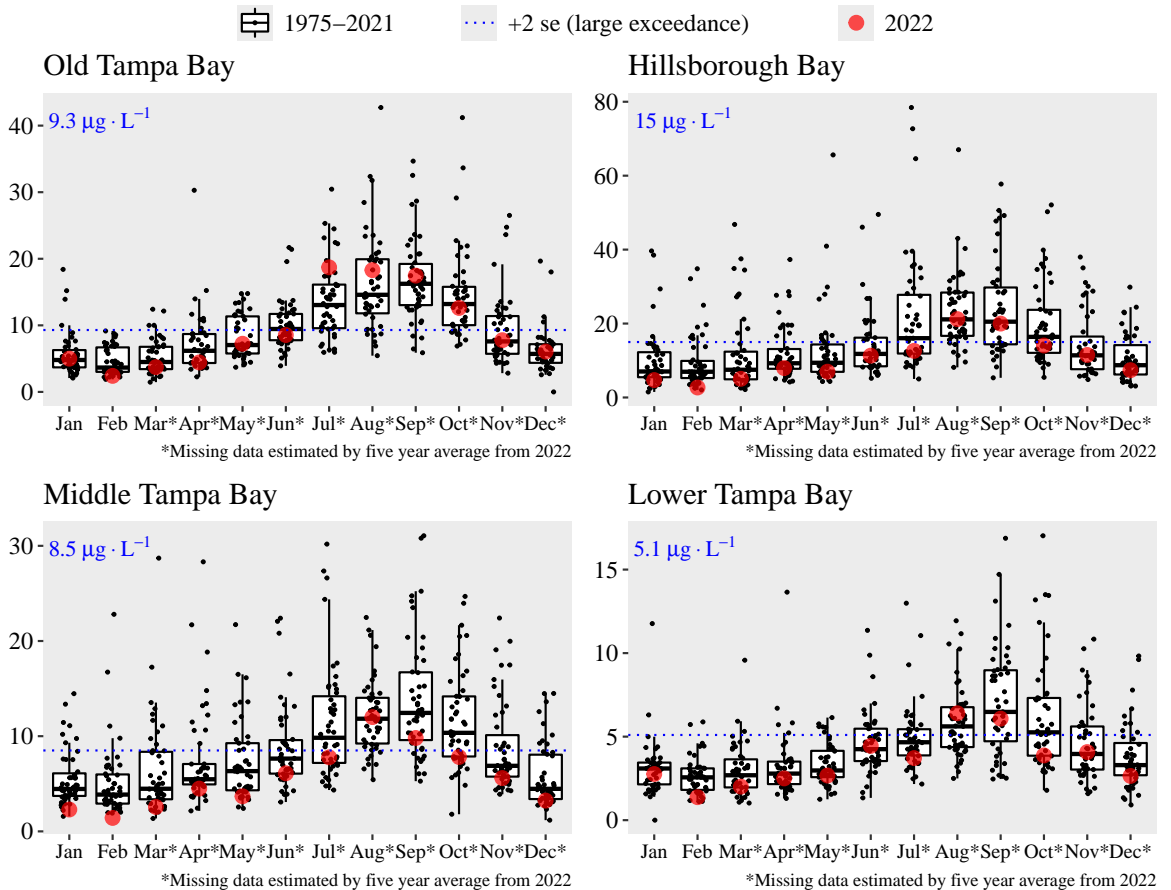 1975–2021 +2 se (large exceedance) 2022
Old Tampa Bay
9.3 μg · L⁻¹
40
30
20
10
0
Jan Feb Mar* Apr* May* Jun* Jul* Aug* Sep* Oct* Nov* Dec*
*Missing data estimated by five year average from 2022
Hillsborough Bay
15 μg · L⁻¹
80
60
40
20
0
Jan Feb Mar* Apr* May* Jun* Jul* Aug* Sep* Oct* Nov* Dec*
*Missing data estimated by five year average from 2022
Middle Tampa Bay
8.5 μg · L⁻¹
30
20
10
0
Jan Feb Mar* Apr* May* Jun* Jul* Aug* Sep* Oct* Nov* Dec*
*Missing data estimated by five year average from 2022
Lower Tampa Bay
5.1 μg · L⁻¹
15
10
5
0
Jan Feb Mar* Apr* May* Jun* Jul* Aug* Sep* Oct* Nov* Dec*
*Missing data estimated by five year average from 2022